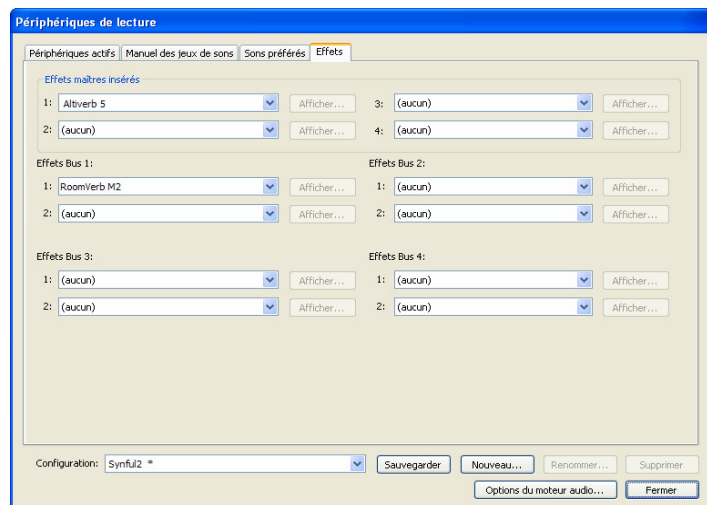 Périphériques de lecture
Périphériques actifs Manuel des jeux de sons Sons préférés Effets
Effets maîtres insérés
1: Altiverb 5 Afficher... 3: (aucun) Afficher...
2: (aucun) Afficher... 4: (aucun) Afficher...
Effets Bus 1: Effets Bus 2:
1: RoomVerb M2 Afficher... 1: (aucun) Afficher...
2: (aucun) Afficher... 2: (aucun) Afficher...
Effets Bus 3: Effets Bus 4:
1: (aucun) Afficher... 1: (aucun) Afficher...
2: (aucun) Afficher... 2: (aucun) Afficher...
Configuration: Synful2 * Sauvegarder Nouveau... Renommer... Supprimer
Options du moteur audio... Fermer